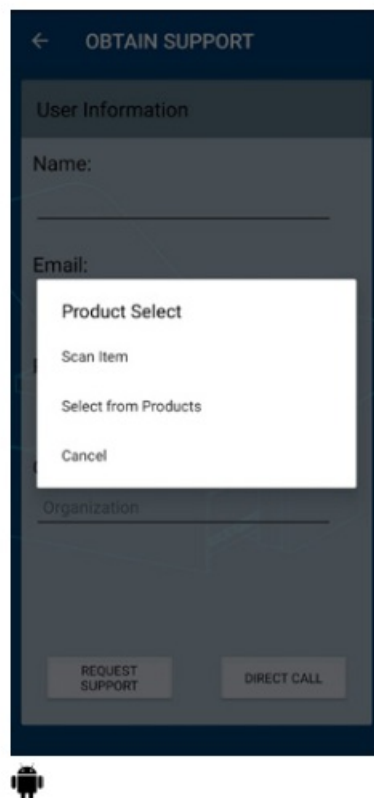 OBTAIN SUPPORT
User Information
Name:
Email:
Product Select
Scan Item
Select from Products
Cancel
Organization
REQUEST
SUPPORT
DIRECT CALL